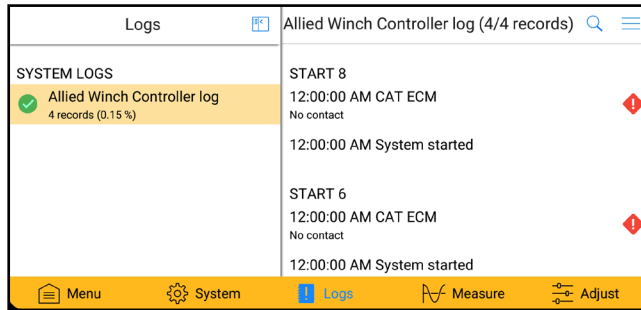 Logs
SYSTEM LOGS
Allied Winch Controller log
4 records (0.15 %)
Allied Winch Controller log (4/4 records)
START 8
12:00:00 AM CAT ECM
No contact
12:00:00 AM System started
START 6
12:00:00 AM CAT ECM
No contact
12:00:00 AM System started
Menu
System
Logs
Measure
Adjust